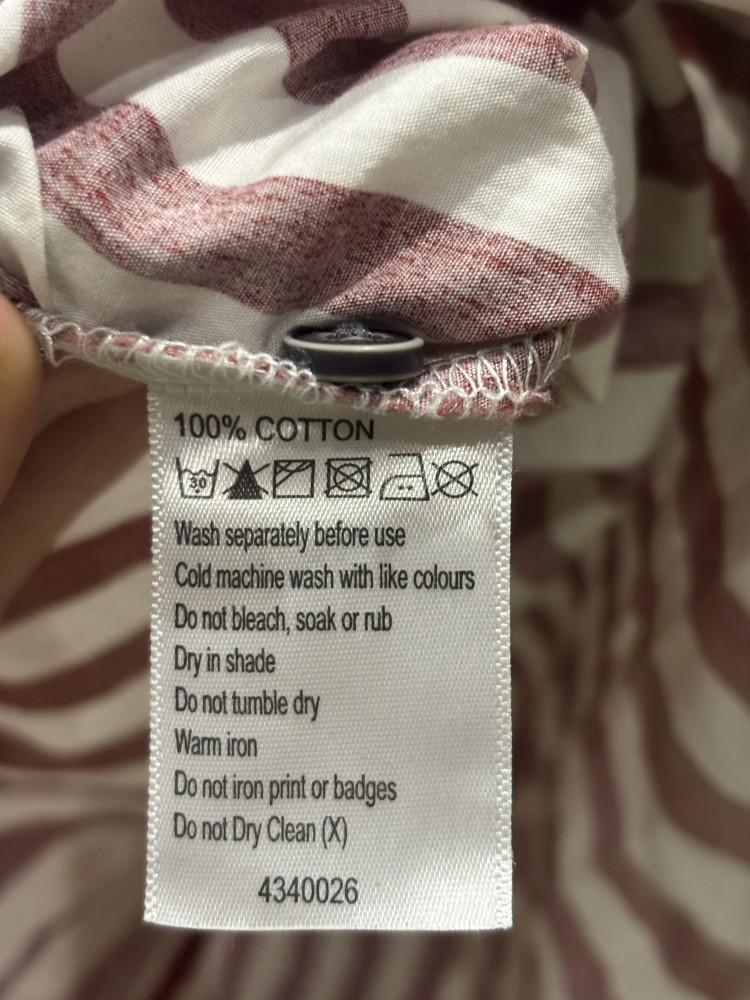 100% COTTON
30
Wash separately before use
Cold machine wash with like colours
Do not bleach, soak or rub
Dry in shade
Do not tumble dry
Warm iron
Do not iron print or badges
Do not Dry Clean (X)
4340026